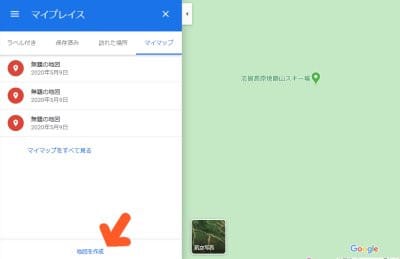 マイプレイス
ラベル付き 保存済み 訪れた場所 マイマップ
無題の地図
2020年5月9日
無題の地図
2020年5月9日
無題の地図
2020年5月9日
マイマップをすべて見る
地図を作成
志賀高原焼額山スキー場
航空写真
Google